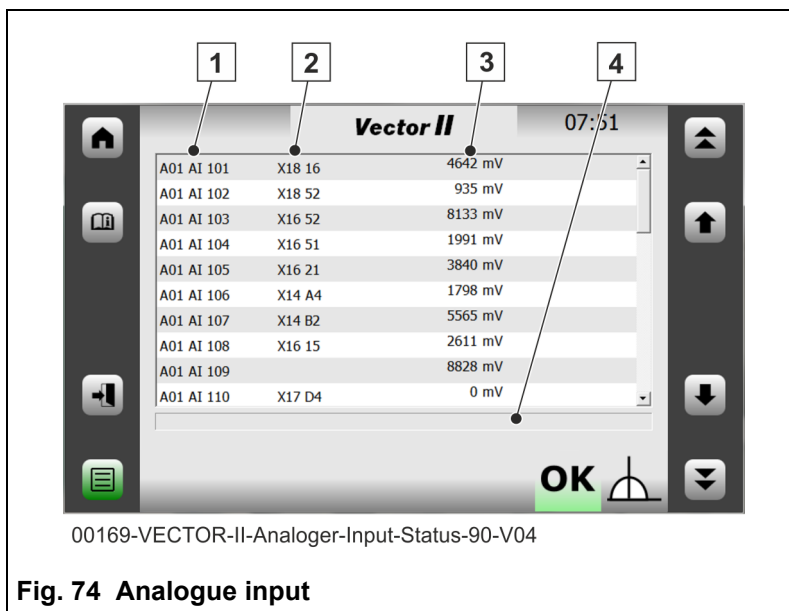 1 2 3 4
Vector II 07:51
A01 AI 101 X18 16 4642 mV
A01 AI 102 X18 52 935 mV
A01 AI 103 X16 52 8133 mV
A01 AI 104 X16 51 1991 mV
A01 AI 105 X16 21 3840 mV
A01 AI 106 X14 A4 1798 mV
A01 AI 107 X14 B2 5565 mV
A01 AI 108 X16 15 2611 mV
A01 AI 109 8828 mV
A01 AI 110 X17 D4 0 mV
OK
00169-VECTOR-II-Analoger-Input-Status-90-V04
Fig. 74 Analogue input